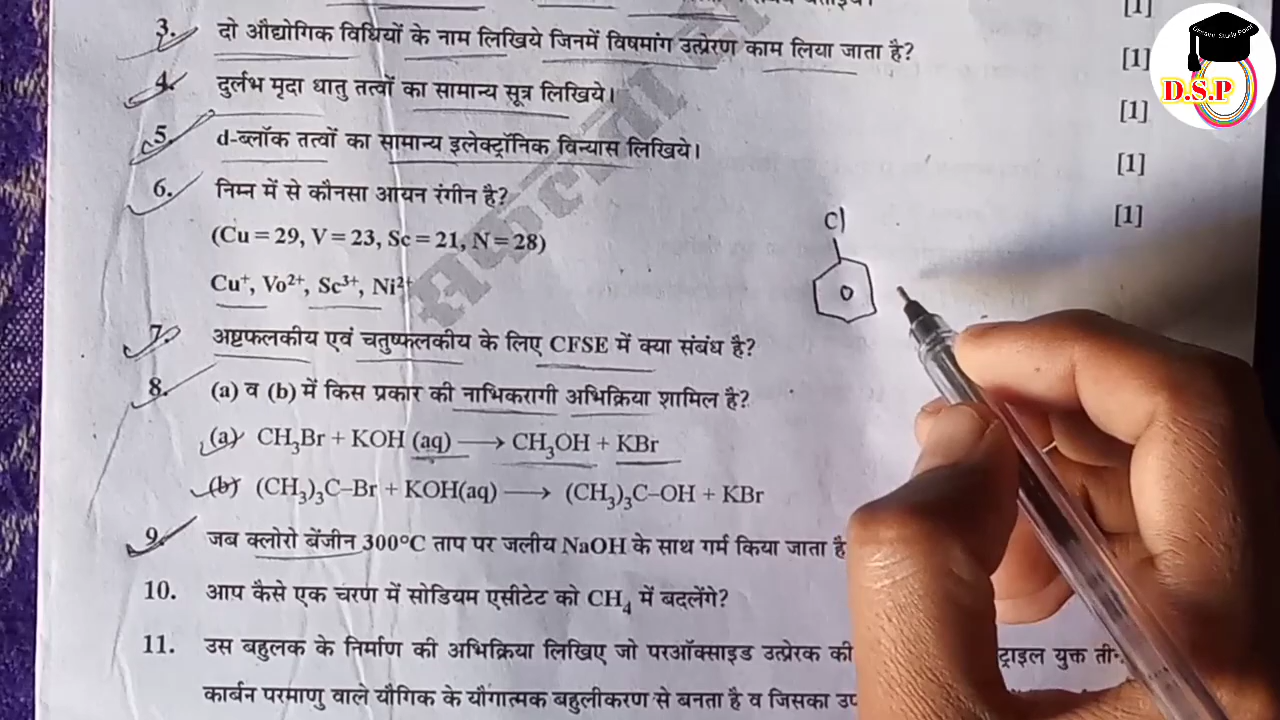 [1]
3. दो औद्योगिक विधियों के नाम लिखिये जिनमें विषमांग उत्प्रेरण काम लिया जाता है? [1]
4. दुर्लभ मृदा धातु तत्वों का सामान्य सूत्र लिखिये। [1]
5. d-ब्लॉक तत्वों का सामान्य इलेक्ट्रॉनिक विन्यास लिखिये। [1]
6. निम्न में से कौनसा आयन रंगीन है? [1]
(Cu = 29, V = 23, Sc = 21, N = 28)
Cu⁺, Vo²⁺, Sc³⁺, Ni²⁺
7. अष्टफलकीय एवं चतुष्फलकीय के लिए CFSE में क्या संबंध है?
8. (a) व (b) में किस प्रकार की नाभिकरागी अभिक्रिया शामिल है?
(a) CH₃Br + KOH (aq) ⟶ CH₃OH + KBr
(b) (CH₃)₃C–Br + KOH(aq) ⟶ (CH₃)₃C–OH + KBr
9. जब क्लोरो बेंजीन 300°C ताप पर जलीय NaOH के साथ गर्म किया जाता है
10. आप कैसे एक चरण में सोडियम एसीटेट को CH₄ में बदलेंगे?
11. उस बहुलक के निर्माण की अभिक्रिया लिखिए जो परऑक्साइड उत्प्रेरक की युक्त
कार्बन परमाणु वाले यौगिक के यौगात्मक बहुलीकरण से बनता है व जिसका
Cl
सफलता
D.S.P